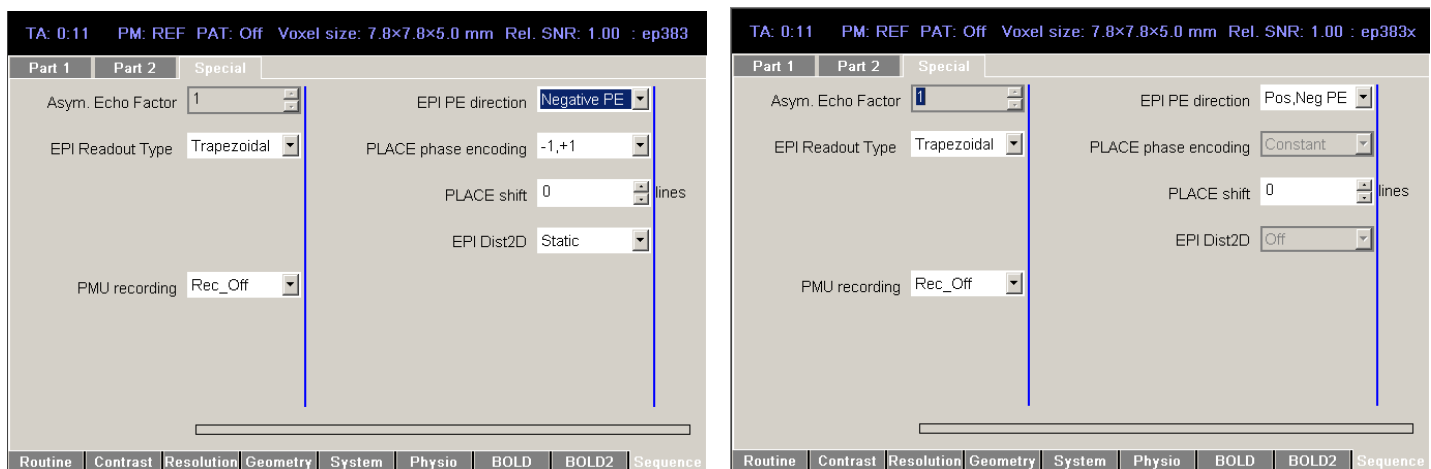 TA: 0:11 PM: REF PAT: Off Voxel size: 7.8×7.8×5.0 mm Rel. SNR: 1.00 : ep383
Part 1 Part 2 Special
Asym. Echo Factor 1 EPI PE direction Negative PE
EPI Readout Type Trapezoidal PLACE phase encoding -1,+1
PLACE shift 0 lines
EPI Dist2D Static
PMU recording Rec_Off
Routine Contrast Resolution Geometry System Physio BOLD BOLD2 Sequence
TA: 0:11 PM: REF PAT: Off Voxel size: 7.8×7.8×5.0 mm Rel. SNR: 1.00 : ep383x
Part 1 Part 2 Special
Asym. Echo Factor 1 EPI PE direction Pos,Neg PE
EPI Readout Type Trapezoidal PLACE phase encoding Constant
PLACE shift 0 lines
EPI Dist2D Off
PMU recording Rec_Off
Routine Contrast Resolution Geometry System Physio BOLD BOLD2 Sequence